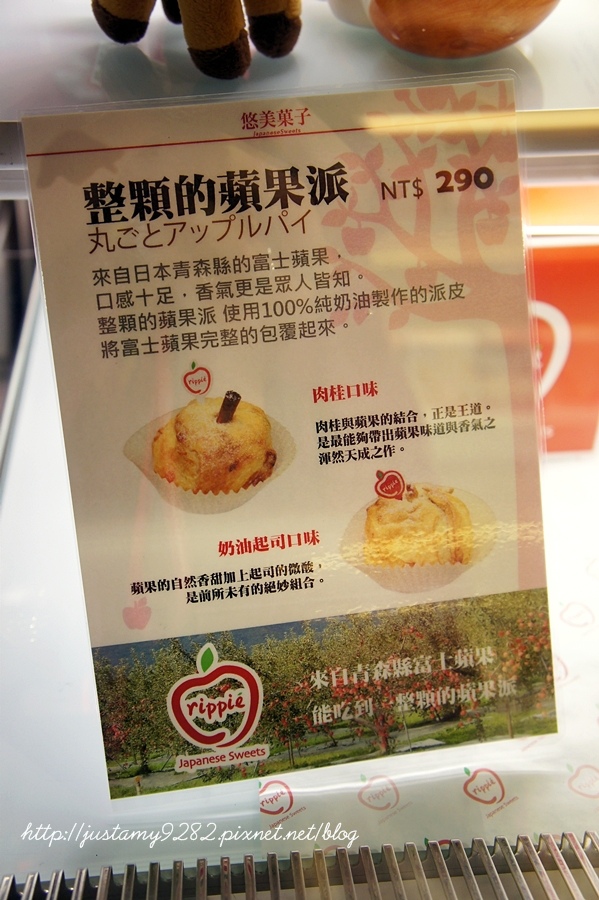 悠美菓子
JapaneseSweets
整顆的蘋果派 NT$ 290
丸ごとアップルパイ
來自日本青森縣的富士蘋果，
口感十足，香氣更是眾人皆知。
整顆的蘋果派 使用100%純奶油製作的派皮
將富士蘋果完整的包覆起來。
rippie
肉桂口味
肉桂與蘋果的結合，正是王道。
是最能夠帶出蘋果味道與香氣之
渾然天成之作。
rippie
奶油起司口味
蘋果的自然香甜加上起司的微酸，
是前所未有的絕妙組合。
來自青森縣富士蘋果
能吃到一整顆的蘋果派
rippie
Japanese Sweets
rippie
rippie
rippie
http://justamy9282.pixnet.net/blog